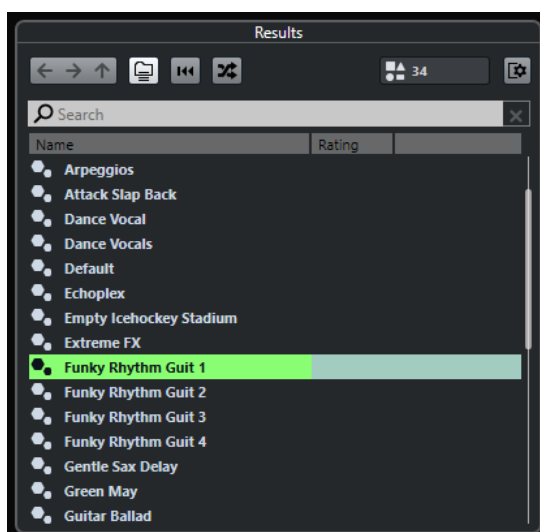 Results
34
Search
Name Rating
Arpeggios
Attack Slap Back
Dance Vocal
Dance Vocals
Default
Echoplex
Empty Icehockey Stadium
Extreme FX
Funky Rhythm Guit 1
Funky Rhythm Guit 2
Funky Rhythm Guit 3
Funky Rhythm Guit 4
Gentle Sax Delay
Green May
Guitar Ballad